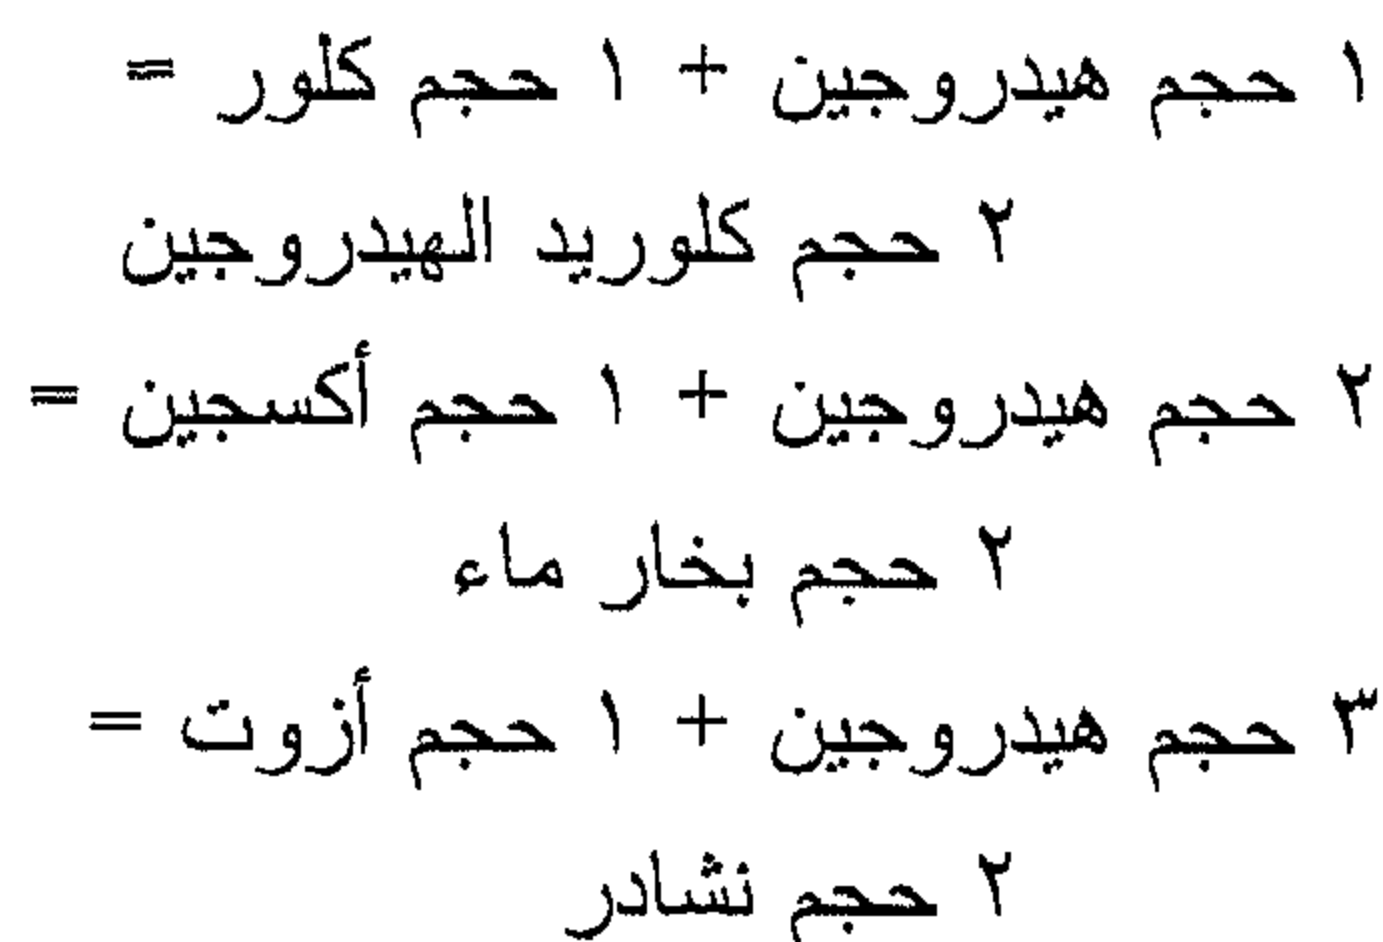 ١ حجم هيدروجين + ١ حجم كلور =
٢ حجم كلوريد الهيدروجين
٢ حجم هيدروجين + ١ حجم أكسجين =
٢ حجم بخار ماء
٣ حجم هيدروجين + ١ حجم أزوت =
٢ حجم نشادر